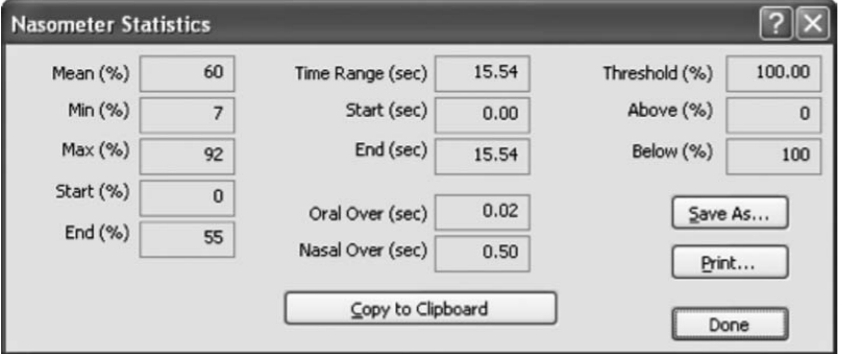 Nasometer Statistics
Mean (%) 60 Time Range (sec) 15.54 Threshold (%) 100.00
Min (%) 7 Start (sec) 0.00 Above (%) 0
Max (%) 92 End (sec) 15.54 Below (%) 100
Start (%) 0 Oral Over (sec) 0.02 Save As...
End (%) 55 Nasal Over (sec) 0.50 Print...
Copy to Clipboard Done